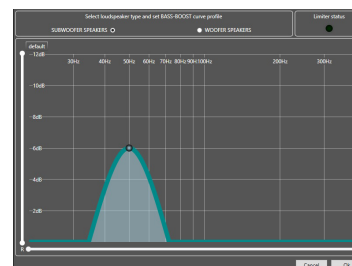 Select loudspeaker type and set BASS-BOOST curve profile
Limiter status
SUBWOOFER SPEAKERS
WOOFER SPEAKERS
default
-12dB
30Hz 40Hz 50Hz 60Hz 70Hz 80Hz 90Hz 100Hz 200Hz 300Hz
-10dB
-8dB
-6dB
-4dB
-2dB
R
Cancel Ok